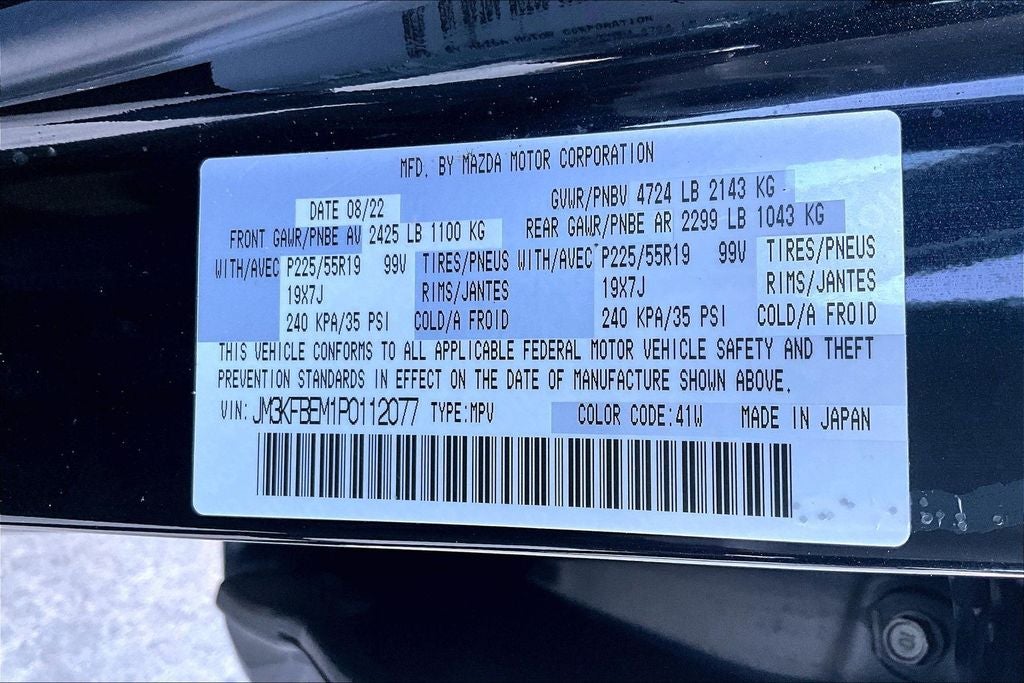 MFD. BY MAZDA MOTOR CORPORATION
DATE 08/22 GVWR/PNBV 4724 LB 2143 KG
FRONT GAWR/PNBE AV 2425 LB 1100 KG REAR GAWR/PNBE AR 2299 LB 1043 KG
WITH/AVEC P225/55R19 99V TIRES/PNEUS WITH/AVEC P225/55R19 99V TIRES/PNEUS
19X7J RIMS/JANTES 19X7J RIMS/JANTES
240 KPA/35 PSI COLD/A FROID 240 KPA/35 PSI COLD/A FROID
THIS VEHICLE CONFORMS TO ALL APPLICABLE FEDERAL MOTOR VEHICLE SAFETY AND THEFT
PREVENTION STANDARDS IN EFFECT ON THE DATE OF MANUFACTURE SHOWN ABOVE.
VIN: JM3KFBEM1P0112077 TYPE:MPV COLOR CODE:41W MADE IN JAPAN